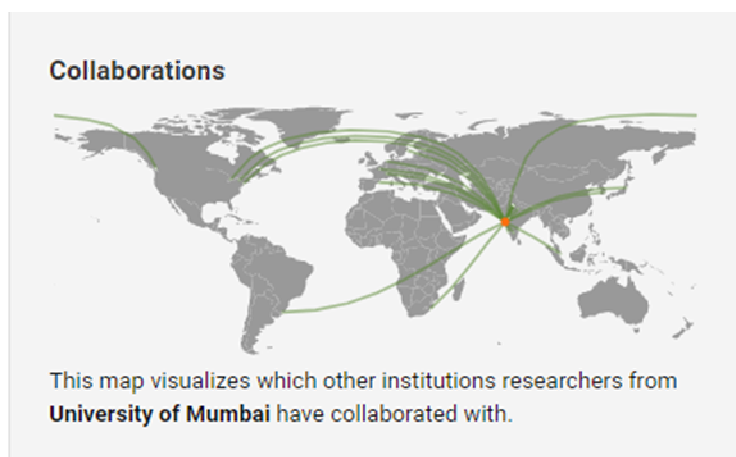 Collaborations
This map visualizes which other institutions researchers from
University of Mumbai have collaborated with.